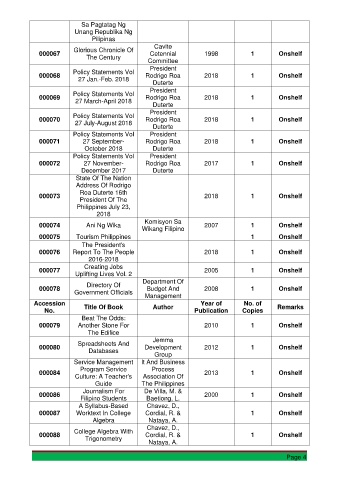 Sa Pagtatag Ng
Unang Republika Ng
Pilipinas
000067 Glorious Chronicle Of The Century Cavite Cetennial Committee 1998 1 Onshelf
000068 Policy Statements Vol 27 Jan.-Feb. 2018 President Rodrigo Roa Duterte 2018 1 Onshelf
000069 Policy Statements Vol 27 March-April 2018 President Rodrigo Roa Duterte 2018 1 Onshelf
000070 Policy Statements Vol 27 July-August 2018 President Rodrigo Roa Duterte 2018 1 Onshelf
000071 Policy Statements Vol 27 September-October 2018 President Rodrigo Roa Duterte 2018 1 Onshelf
000072 Policy Statements Vol 27 November-December 2017 President Rodrigo Roa Duterte 2017 1 Onshelf
000073 State Of The Nation Address Of Rodrigo Roa Duterte 16th President Of The Philippines July 23, 2018 2018 1 Onshelf
000074 Ani Ng Wika Komisyon Sa Wikang Filipino 2007 1 Onshelf
000075 Tourism Philippines 1 Onshelf
000076 The President's Report To The People 2016-2018 2018 1 Onshelf
000077 Creating Jobs Uplifting Lives Vol. 2 2005 1 Onshelf
000078 Directory Of Government Officials Department Of Budget And Management 2008 1 Onshelf
Accession No. Title Of Book Author Year of Publication No. of Copies Remarks
000079 Beat The Odds: Another Stone For The Edifice 2010 1 Onshelf
000080 Spreadsheets And Databases Jemma Development Group 2012 1 Onshelf
000084 Service Management Program Service Culture: A Teacher's Guide It And Business Process Association Of The Philippines 2013 1 Onshelf
000086 Journalism For Filipino Students De Villa, M. & Baetiong, L. 2000 1 Onshelf
000087 A Syllabus-Based Worktext In College Algebra Chavez, D., Cordial, R. & Nataya, A. 1 Onshelf
000088 College Algebra With Trigonometry Chavez, D., Cordial, R. & Nataya, A. 1 Onshelf
Page 4